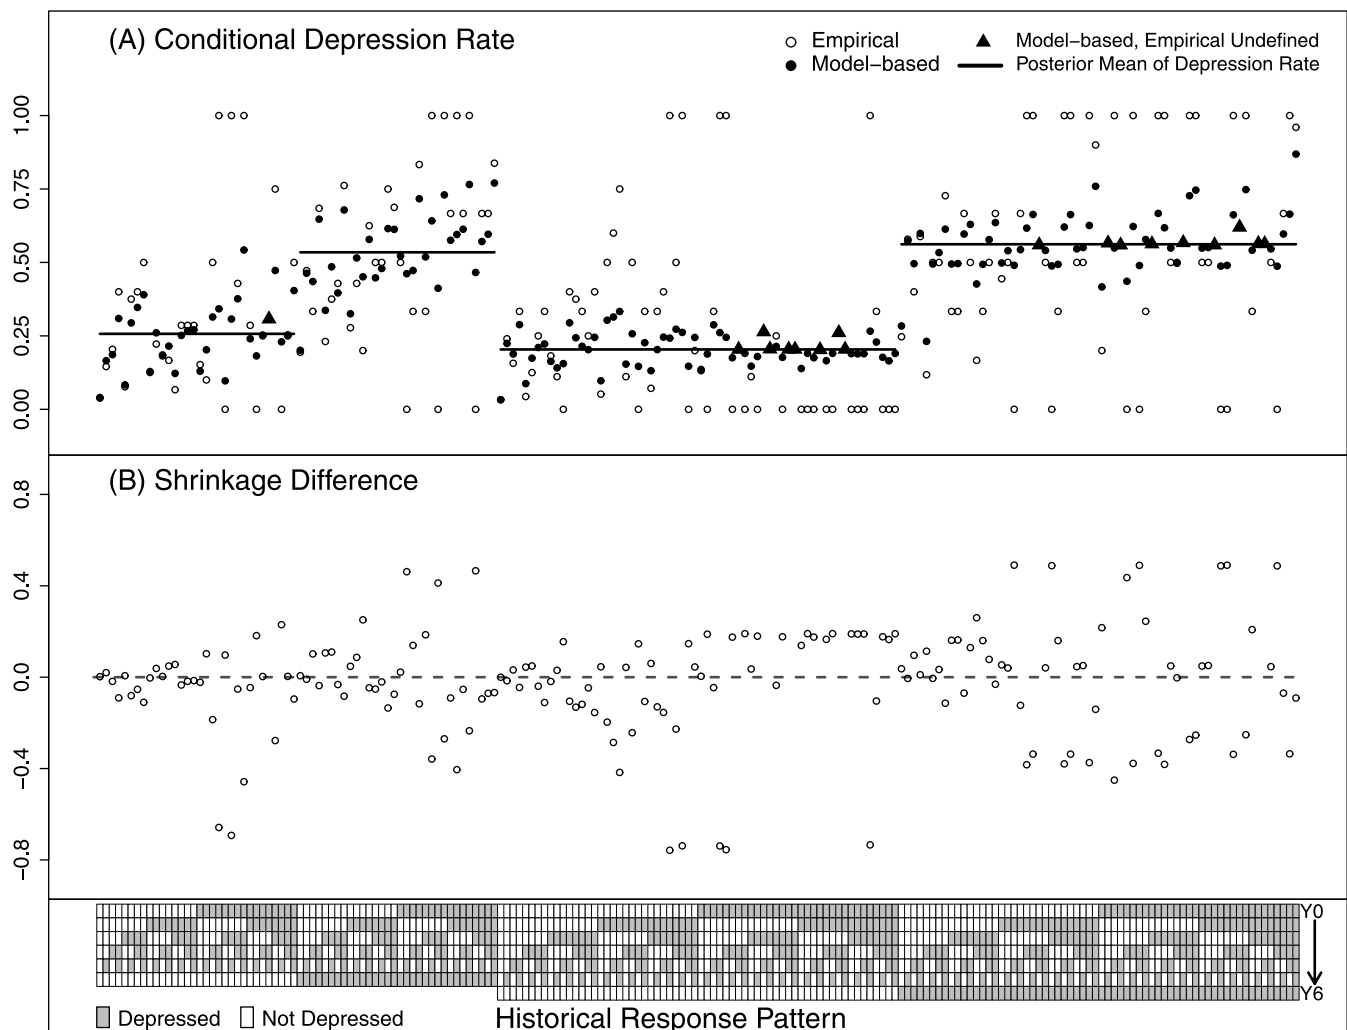 (A) Conditional Depression Rate
Empirical
Model−based, Empirical Undefined
Model−based
Posterior Mean of Depression Rate
1.00
0.75
0.50
0.25
0.00
(B) Shrinkage Difference
0.8
0.4
0.0
−0.4
−0.8
Y0
Y6
Depressed
Not Depressed
Historical Response Pattern